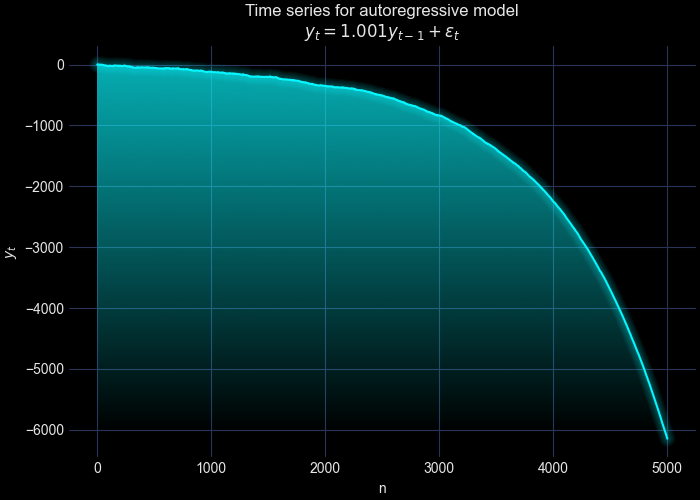 Time series for autoregressive model
$y_t = 1.001y_{t-1} + \varepsilon_t$
0
−1000
−2000
−3000
−4000
−5000
−6000
$y_t$
0 1000 2000 3000 4000 5000
n